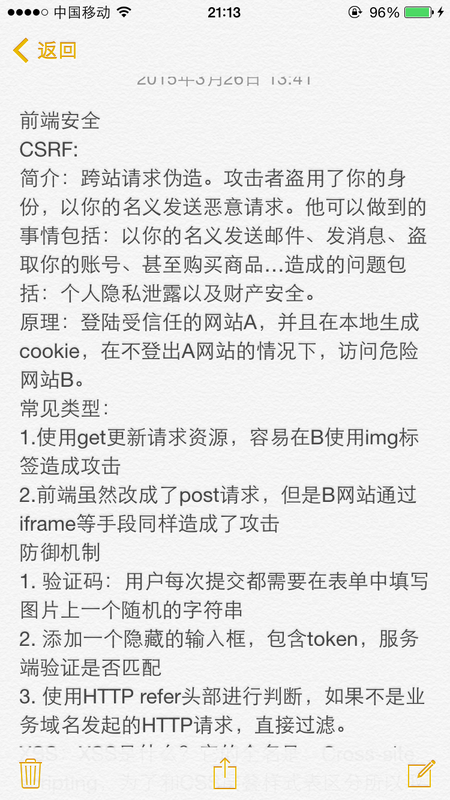 中国移动
21:13
96%
返回
2015年3月26日 13:41
前端安全
CSRF:
简介：跨站请求伪造。攻击者盗用了你的身
份，以你的名义发送恶意请求。他可以做到的
事情包括：以你的名义发送邮件、发消息、盗
取你的账号、甚至购买商品...造成的问题包
括：个人隐私泄露以及财产安全。
原理：登陆受信任的网站A，并且在本地生成
cookie，在不登出A网站的情况下，访问危险
网站B。
常见类型：
1.使用get更新请求资源，容易在B使用img标
签造成攻击
2.前端虽然改成了post请求，但是B网站通过
iframe等手段同样造成了攻击
防御机制
1. 验证码：用户每次提交都需要在表单中填写
图片上一个随机的字符串
2. 添加一个隐藏的输入框，包含token，服务
端验证是否匹配
3. 使用HTTP refer头部进行判断，如果不是业
务域名发起的HTTP请求，直接过滤。